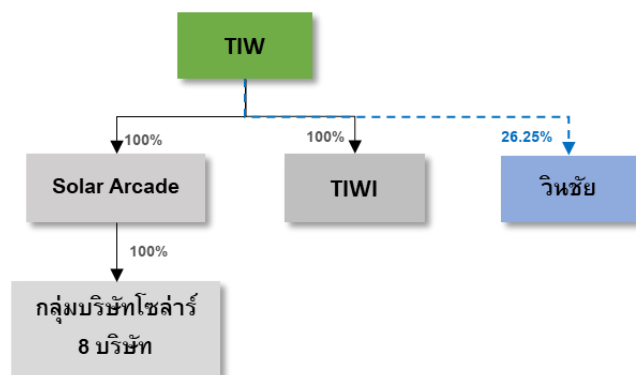 TIW
100%
100%
26.25%
Solar Arcade
TIWI
วินชัย
100%
กลุ่มบริษัทโซล่าร์
8 บริษัท